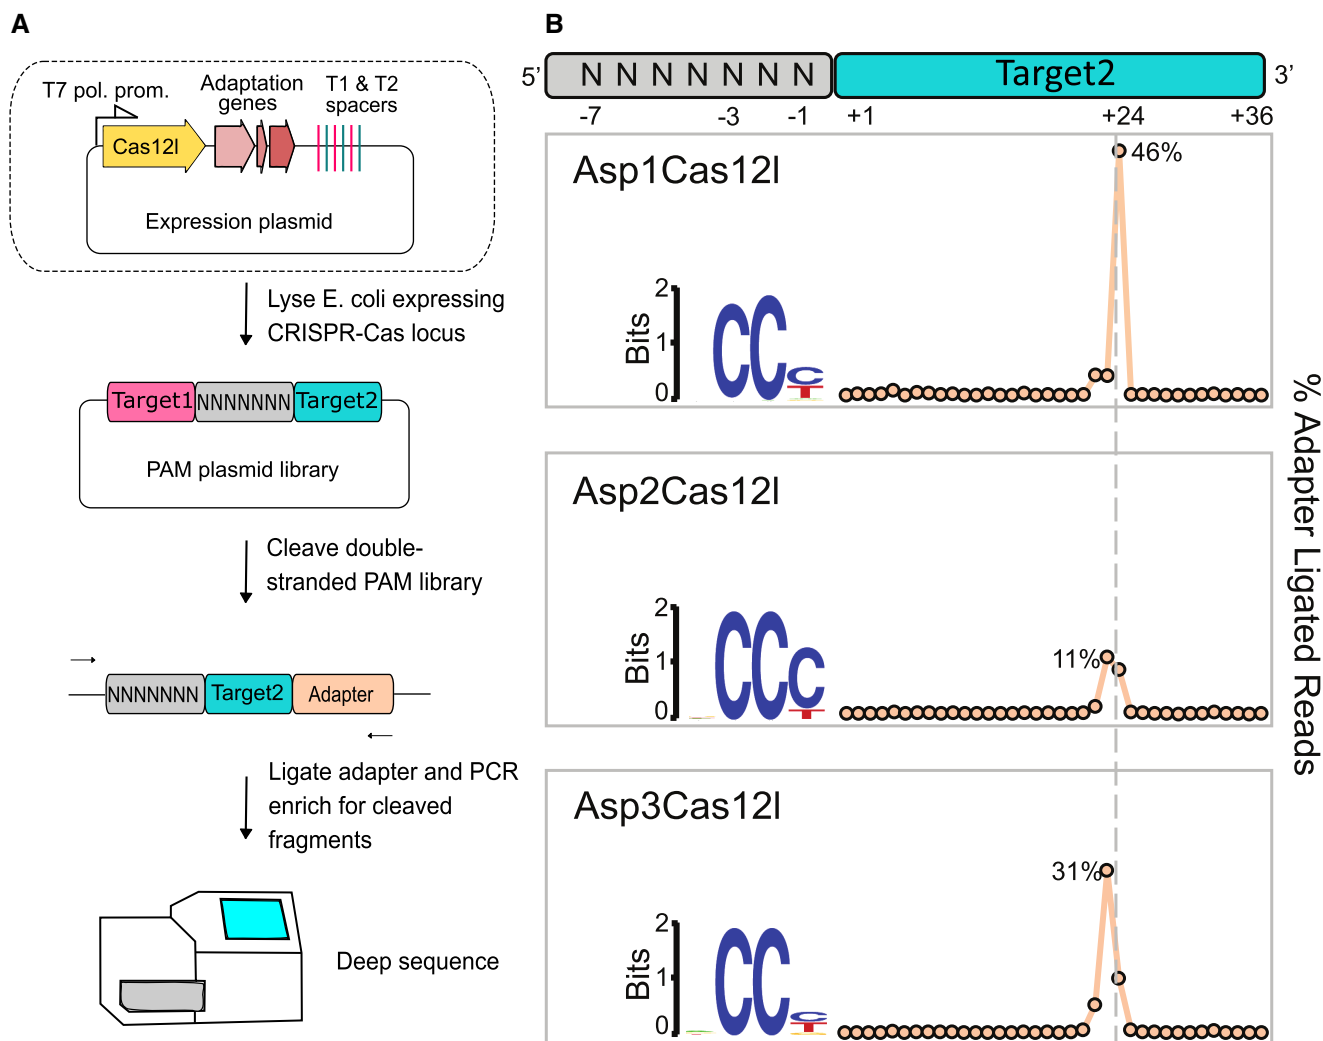 A
T7 pol. prom.
Adaptation
genes
T1 & T2
spacers
Cas12l
Expression plasmid
Lyse E. coli expressing
CRISPR-Cas locus
Target1 NNNNNNN Target2
PAM plasmid library
Cleave double-
stranded PAM library
NNNNNNN Target2 Adapter
Ligate adapter and PCR
enrich for cleaved
fragments
Deep sequence
B
5’ N N N N N N N Target2 3’
-7 -3 -1 +1 +24 +36
Asp1Cas12l
46%
2
1
0
Bits
CCC
T
Asp2Cas12l
11%
2
1
0
Bits
CCC
T
Asp3Cas12l
31%
2
1
0
Bits
CCC
T
% Adapter Ligated Reads